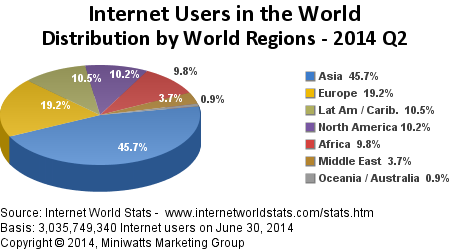 Internet Users in the World
Distribution by World Regions - 2014 Q2
10.5%
10.2%
9.8%
3.7%
0.9%
19.2%
45.7%
Asia 45.7%
Europe 19.2%
Lat Am / Carib. 10.5%
North America 10.2%
Africa 9.8%
Middle East 3.7%
Oceania / Australia 0.9%
Source: Internet World Stats - www.internetworldstats.com/stats.htm
Basis: 3,035,749,340 Internet users on June 30, 2014
Copyright © 2014, Miniwatts Marketing Group